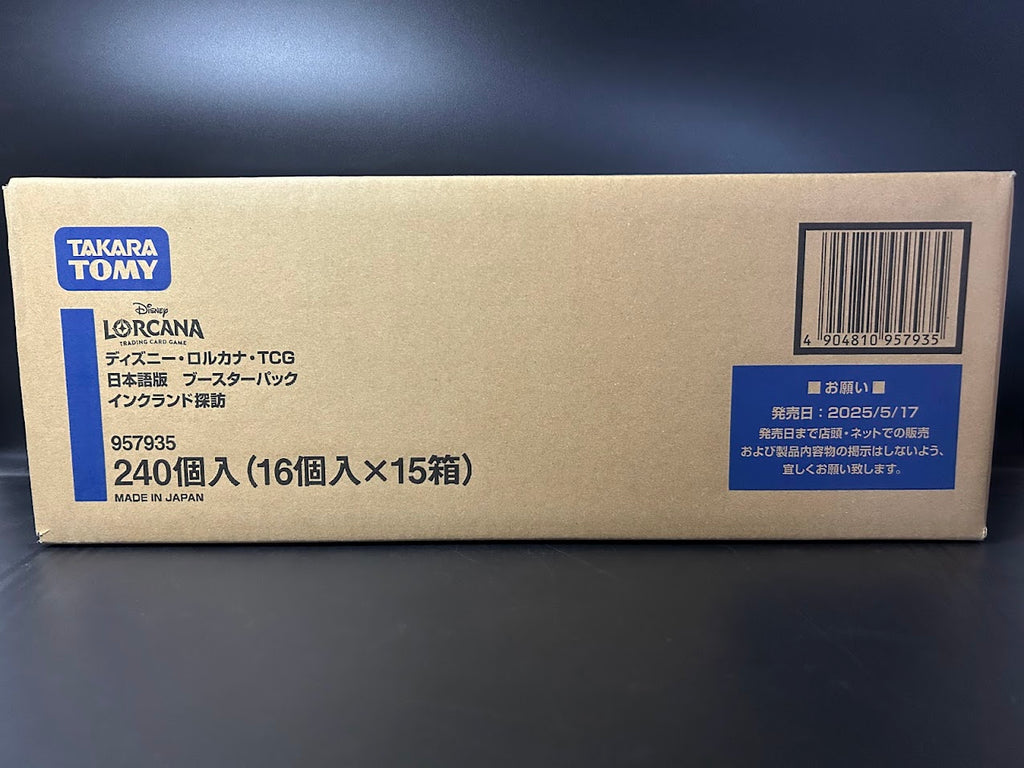 TAKARA
TOMY
Disney
LORCANA
TRADING CARD GAME
ディズニー・ロルカナ・TCG
日本語版 ブースターパック
インクランド探訪
957935
240個入(16個入×15箱)
MADE IN JAPAN
4 904810 957935
■お願い■
発売日:2025/5/17
発売日まで店頭・ネットでの販売
および製品内容物の掲示はしないよう、
宜しくお願い致します。